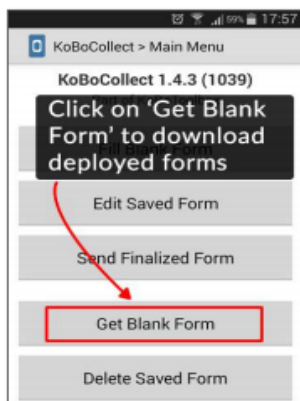 59% 17:57
KoBoCollect > Main Menu
KoBoCollect 1.4.3 (1039)
Click on 'Get Blank
Form' to download
deployed forms
Edit Saved Form
Send Finalized Form
Get Blank Form
Delete Saved Form